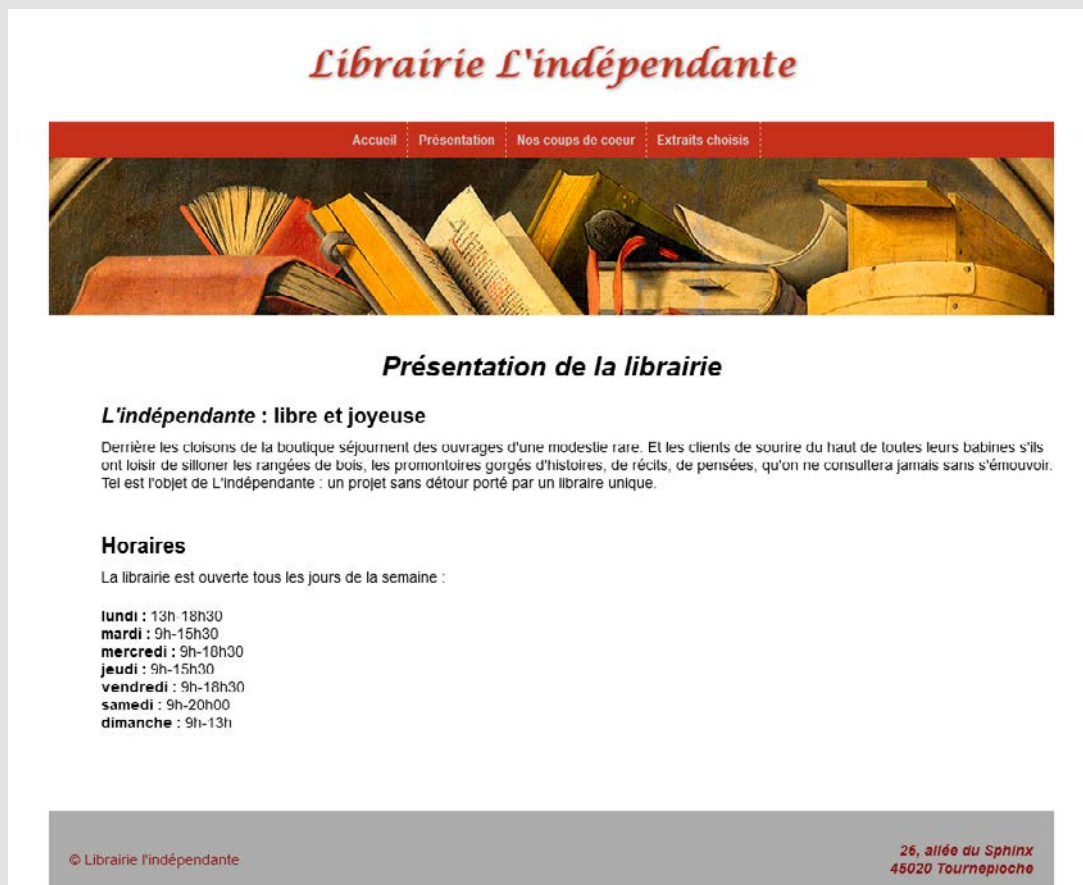 Librairie L'indépendante
Accueil Présentation Nos coups de coeur Extraits choisis
Présentation de la librairie
L'indépendante : libre et joyeuse
Derrière les cloisons de la boutique séjournent des ouvrages d'une modestie rare. Et les clients de sourire du haut de toutes leurs babines s'ils
ont loisir de silloner les rangées de bois, les promontoires gorgés d'histoires, de récits, de pensées, qu'on ne consultera jamais sans s'émouvoir.
Tel est l'objet de L'indépendante : un projet sans détour porté par un libraire unique.
Horaires
La librairie est ouverte tous les jours de la semaine :
lundi : 13h-18h30
mardi : 9h-15h30
mercredi : 9h-18h30
jeudi : 9h-15h30
vendredi : 9h-18h30
samedi : 9h-20h00
dimanche : 9h-13h
© Librairie l'indépendante
26, allée du Sphinx
45020 Tournepioche